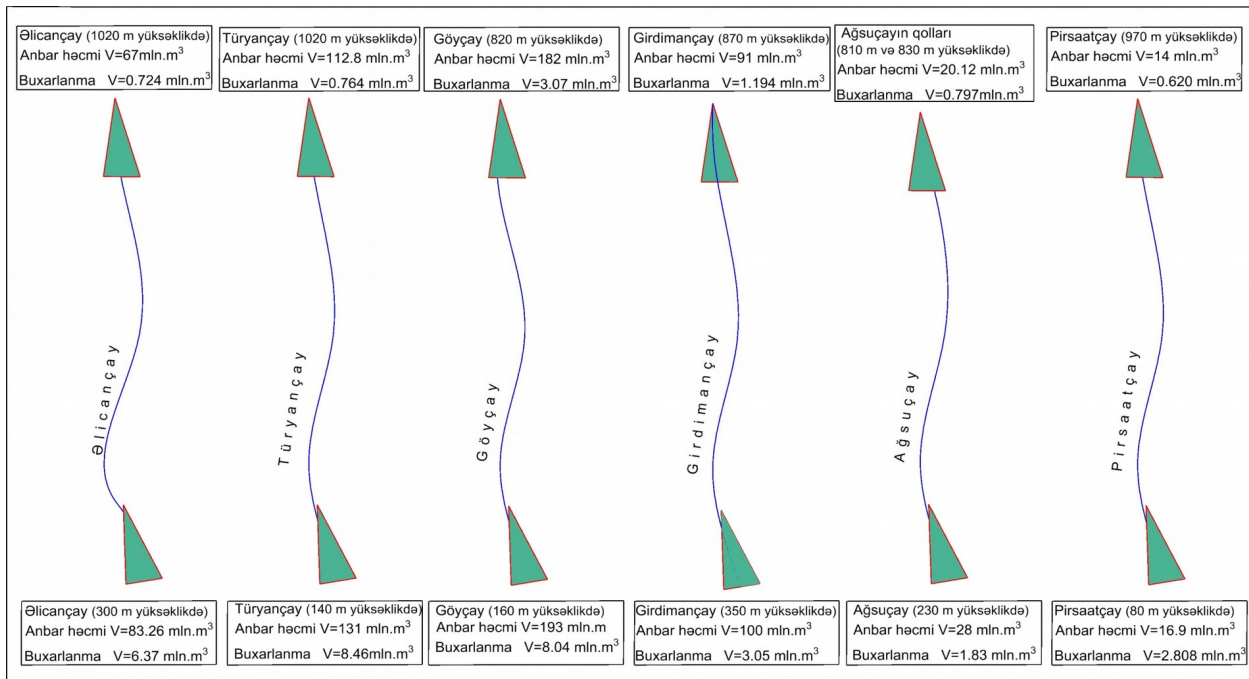 Əlicançay (1020 m yüksəklikdə)
Anbar həcmi V=67mln.m³
Buxarlanma V=0.724 mln.m³
Türyançay (1020 m yüksəklikdə)
Anbar həcmi V=112.8 mln.m³
Buxarlanma V=0.764 mln.m³
Göyçay (820 m yüksəklikdə)
Anbar həcmi V=182 mln.m³
Buxarlanma V=3.07 mln.m³
Girdimançay (870 m yüksəklikdə)
Anbar həcmi V=91 mln.m³
Buxarlanma V=1.194 mln.m³
Ağsuçayın qolları
(810 m və 830 m yüksəklikdə)
Anbar həcmi V=20.12 mln.m³
Buxarlanma V=0.797mln.m³
Pirsaatçay (970 m yüksəklikdə)
Anbar həcmi V=14 mln.m³
Buxarlanma V=0.620 mln.m³
Əlicançay
Türyançay
Göyçay
Girdimançay
Ağsuçay
Pirsaatçay
Əlicançay (300 m yüksəklikdə)
Anbar həcmi V=83.26 mln.m³
Buxarlanma V=6.37 mln.m³
Türyançay (140 m yüksəklikdə)
Anbar həcmi V=131 mln.m³
Buxarlanma V=8.46mln.m³
Göyçay (160 m yüksəklikdə)
Anbar həcmi V=193 mln.m
Buxarlanma V=8.04 mln.m³
Girdimançay (350 m yüksəklikdə)
Anbar həcmi V=100 mln.m³
Buxarlanma V=3.05 mln.m³
Ağsuçay (230 m yüksəklikdə)
Anbar həcmi V=28 mln.m³
Buxarlanma V=1.83 mln.m³
Pirsaatçay (80 m yüksəklikdə)
Anbar həcmi V=16.9 mln.m³
Buxarlanma V=2.808 mln.m³